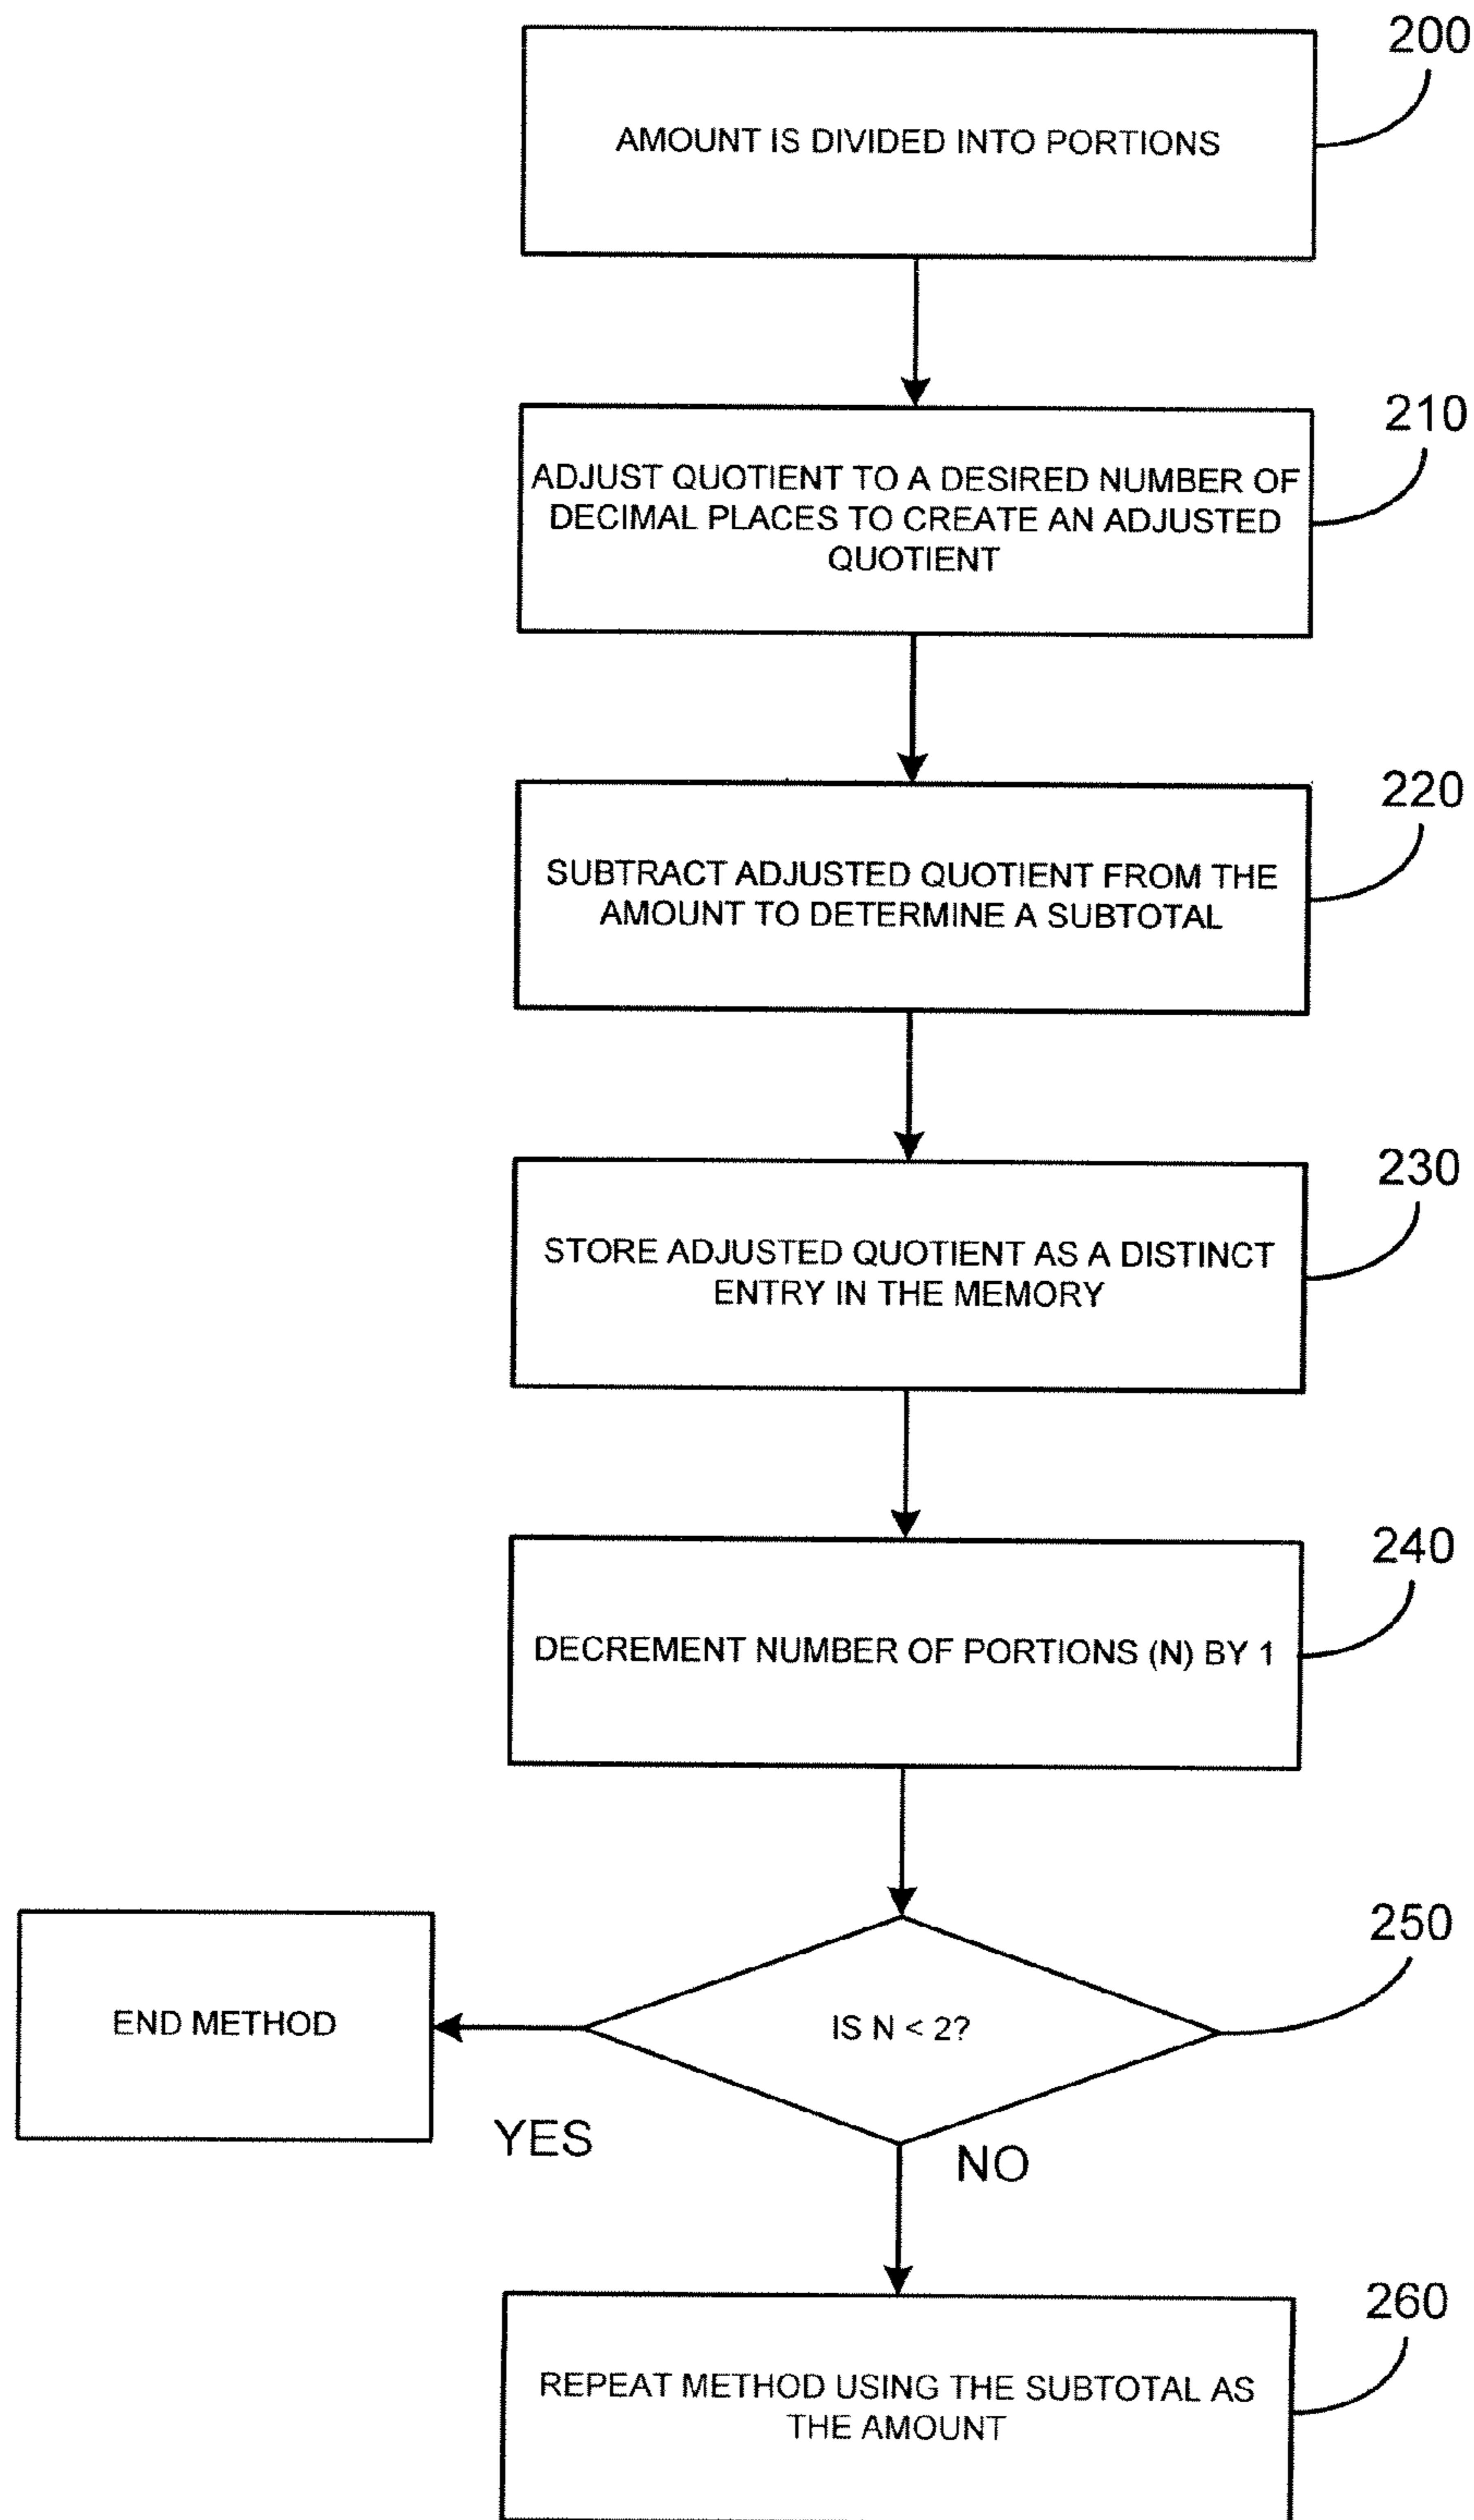 200
AMOUNT IS DIVIDED INTO PORTIONS
210
ADJUST QUOTIENT TO A DESIRED NUMBER OF
DECIMAL PLACES TO CREATE AN ADJUSTED
QUOTIENT
220
SUBTRACT ADJUSTED QUOTIENT FROM THE
AMOUNT TO DETERMINE A SUBTOTAL
230
STORE ADJUSTED QUOTIENT AS A DISTINCT
ENTRY IN THE MEMORY
240
DECREMENT NUMBER OF PORTIONS (N) BY 1
250
END METHOD
IS N < 2?
YES
NO
260
REPEAT METHOD USING THE SUBTOTAL AS
THE AMOUNT